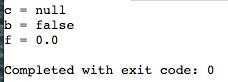 c = null
b = false
f = 0.0
Completed with exit code: 0